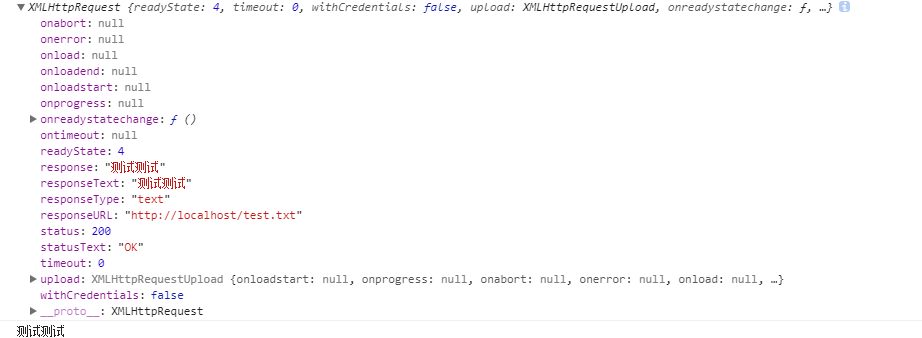 ▼XMLHttpRequest {readyState: 4, timeout: 0, withCredentials: false, upload: XMLHttpRequestUpload, onreadystatechange: ƒ, …} i
onabort: null
onerror: null
onload: null
onloadend: null
onloadstart: null
onprogress: null
▶onreadystatechange: ƒ ()
ontimeout: null
readyState: 4
response: "测试测试"
responseText: "测试测试"
responseType: "text"
responseURL: "http://localhost/test.txt"
status: 200
statusText: "OK"
timeout: 0
▶upload: XMLHttpRequestUpload {onloadstart: null, onprogress: null, onabort: null, onerror: null, onload: null, …}
withCredentials: false
▶__proto__: XMLHttpRequest
测试测试